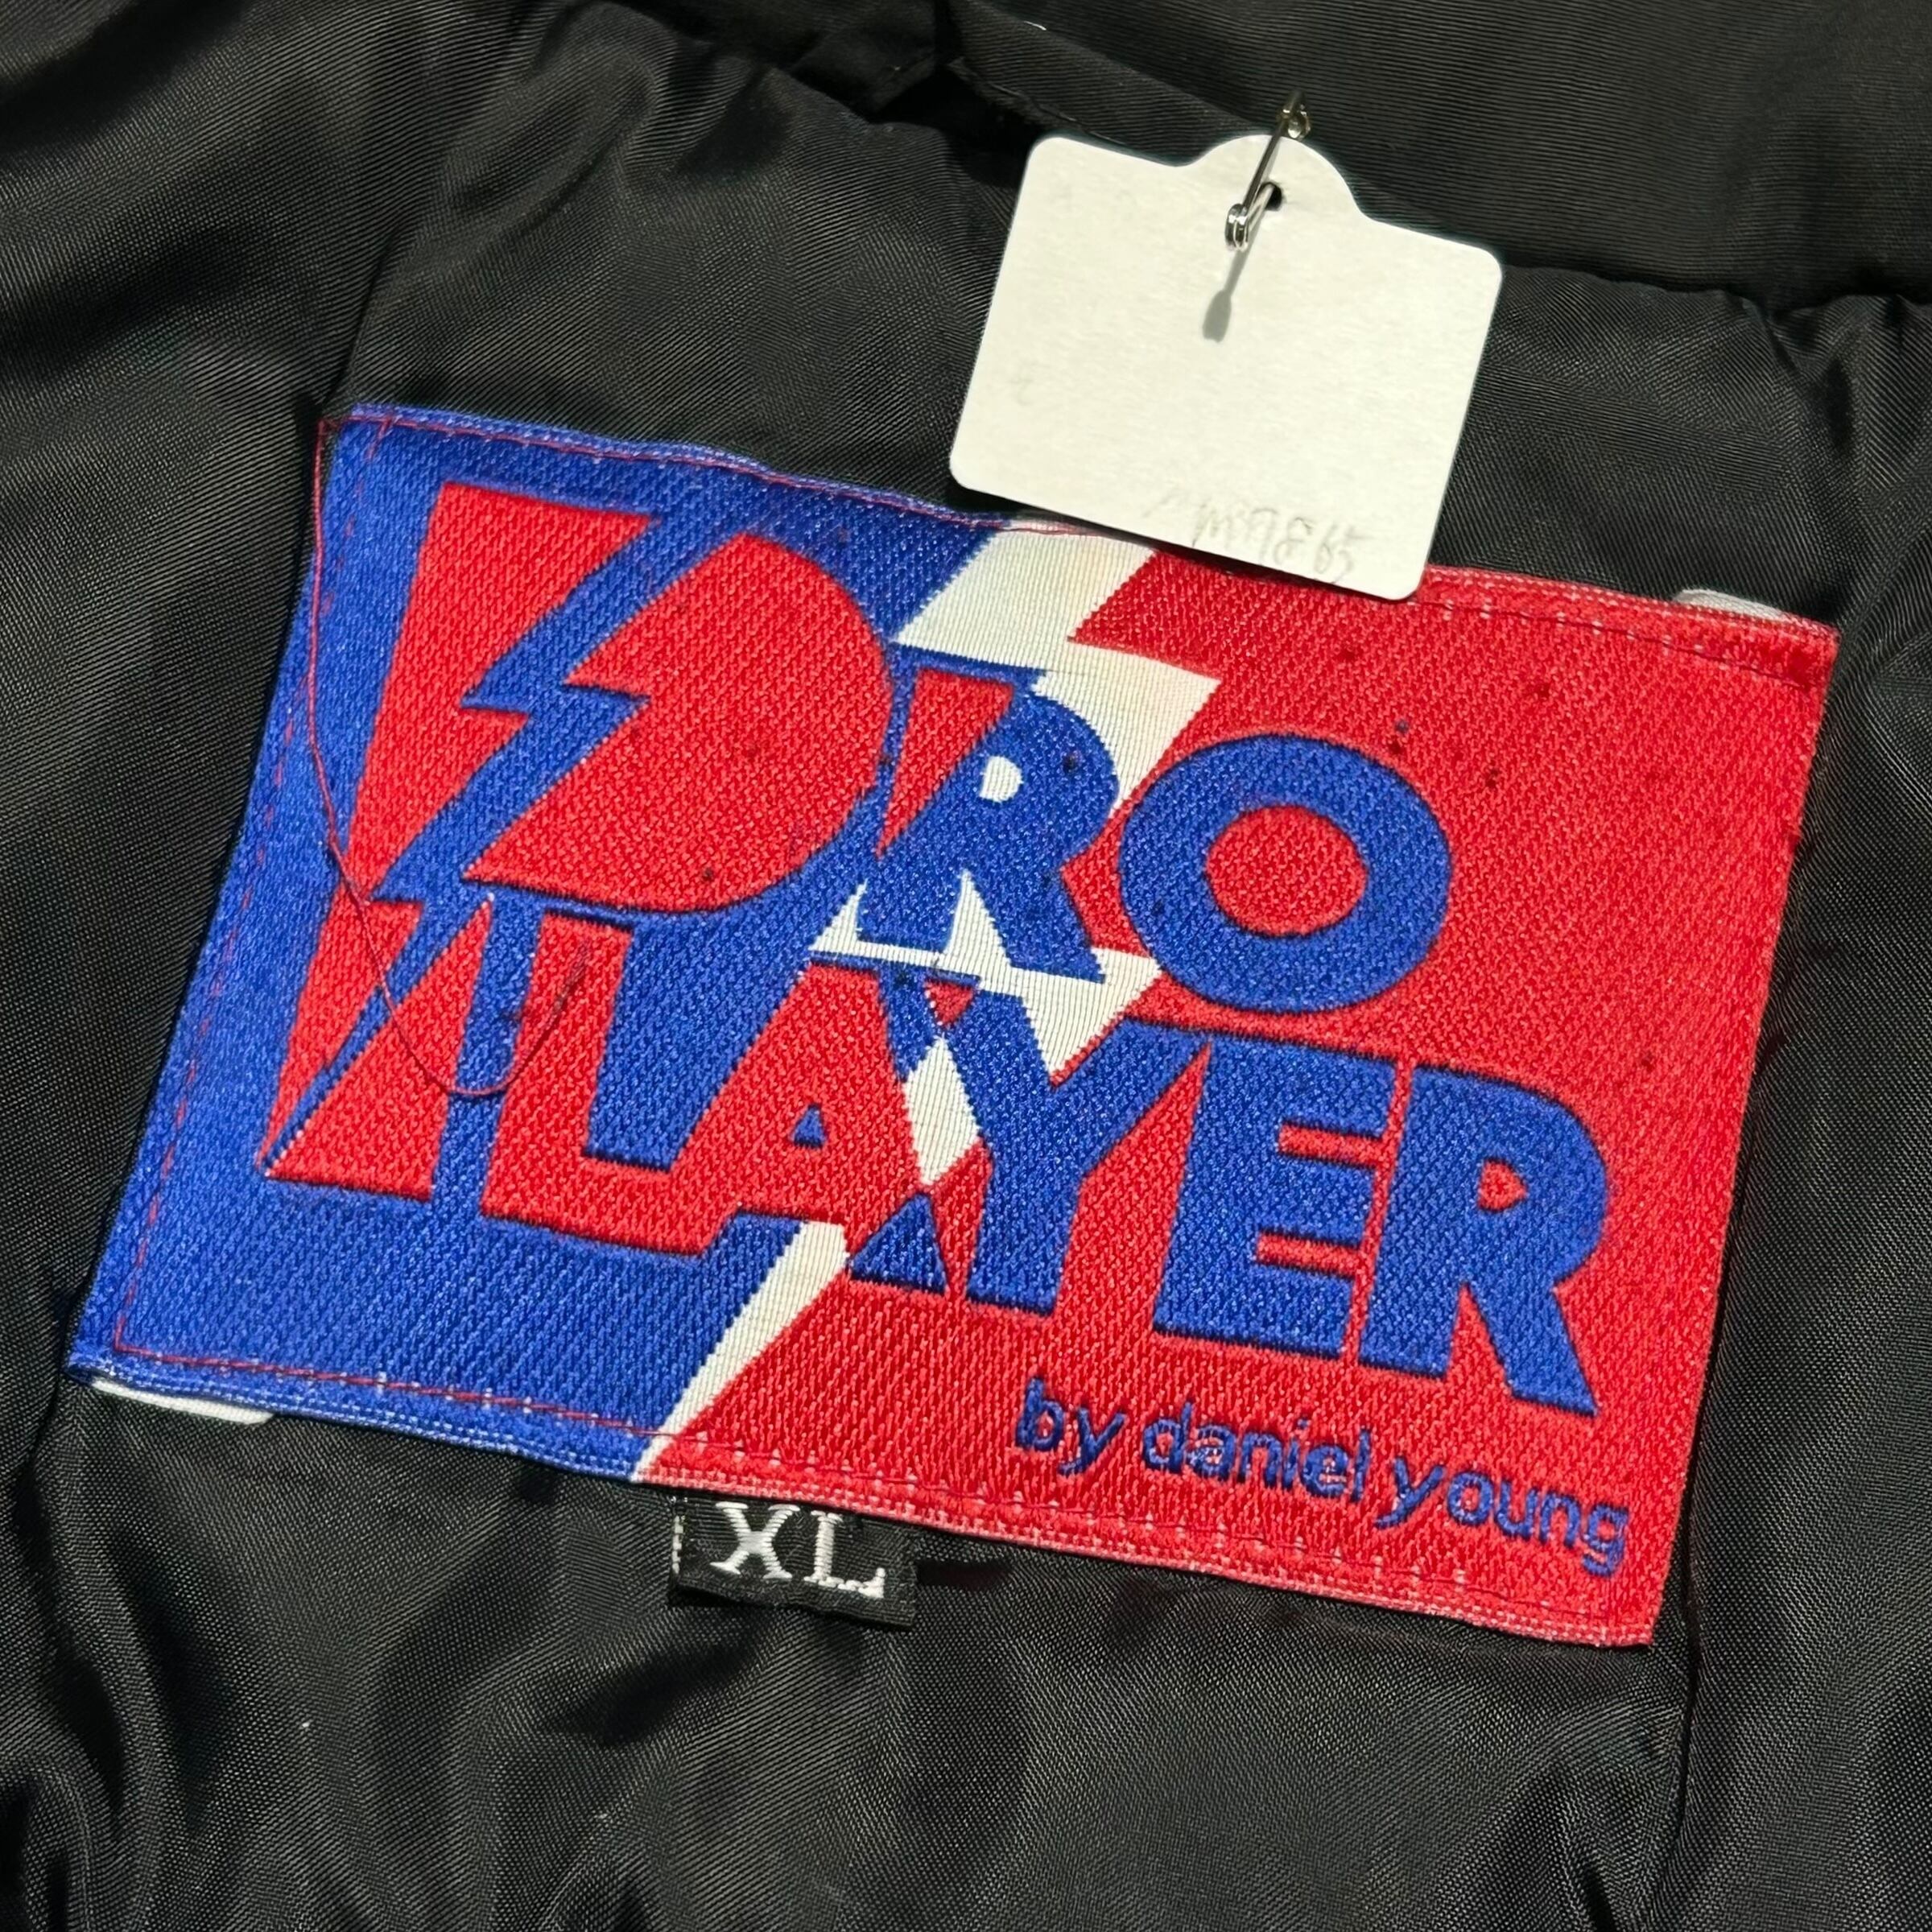 PRO
PLAYER
by daniel young
XL